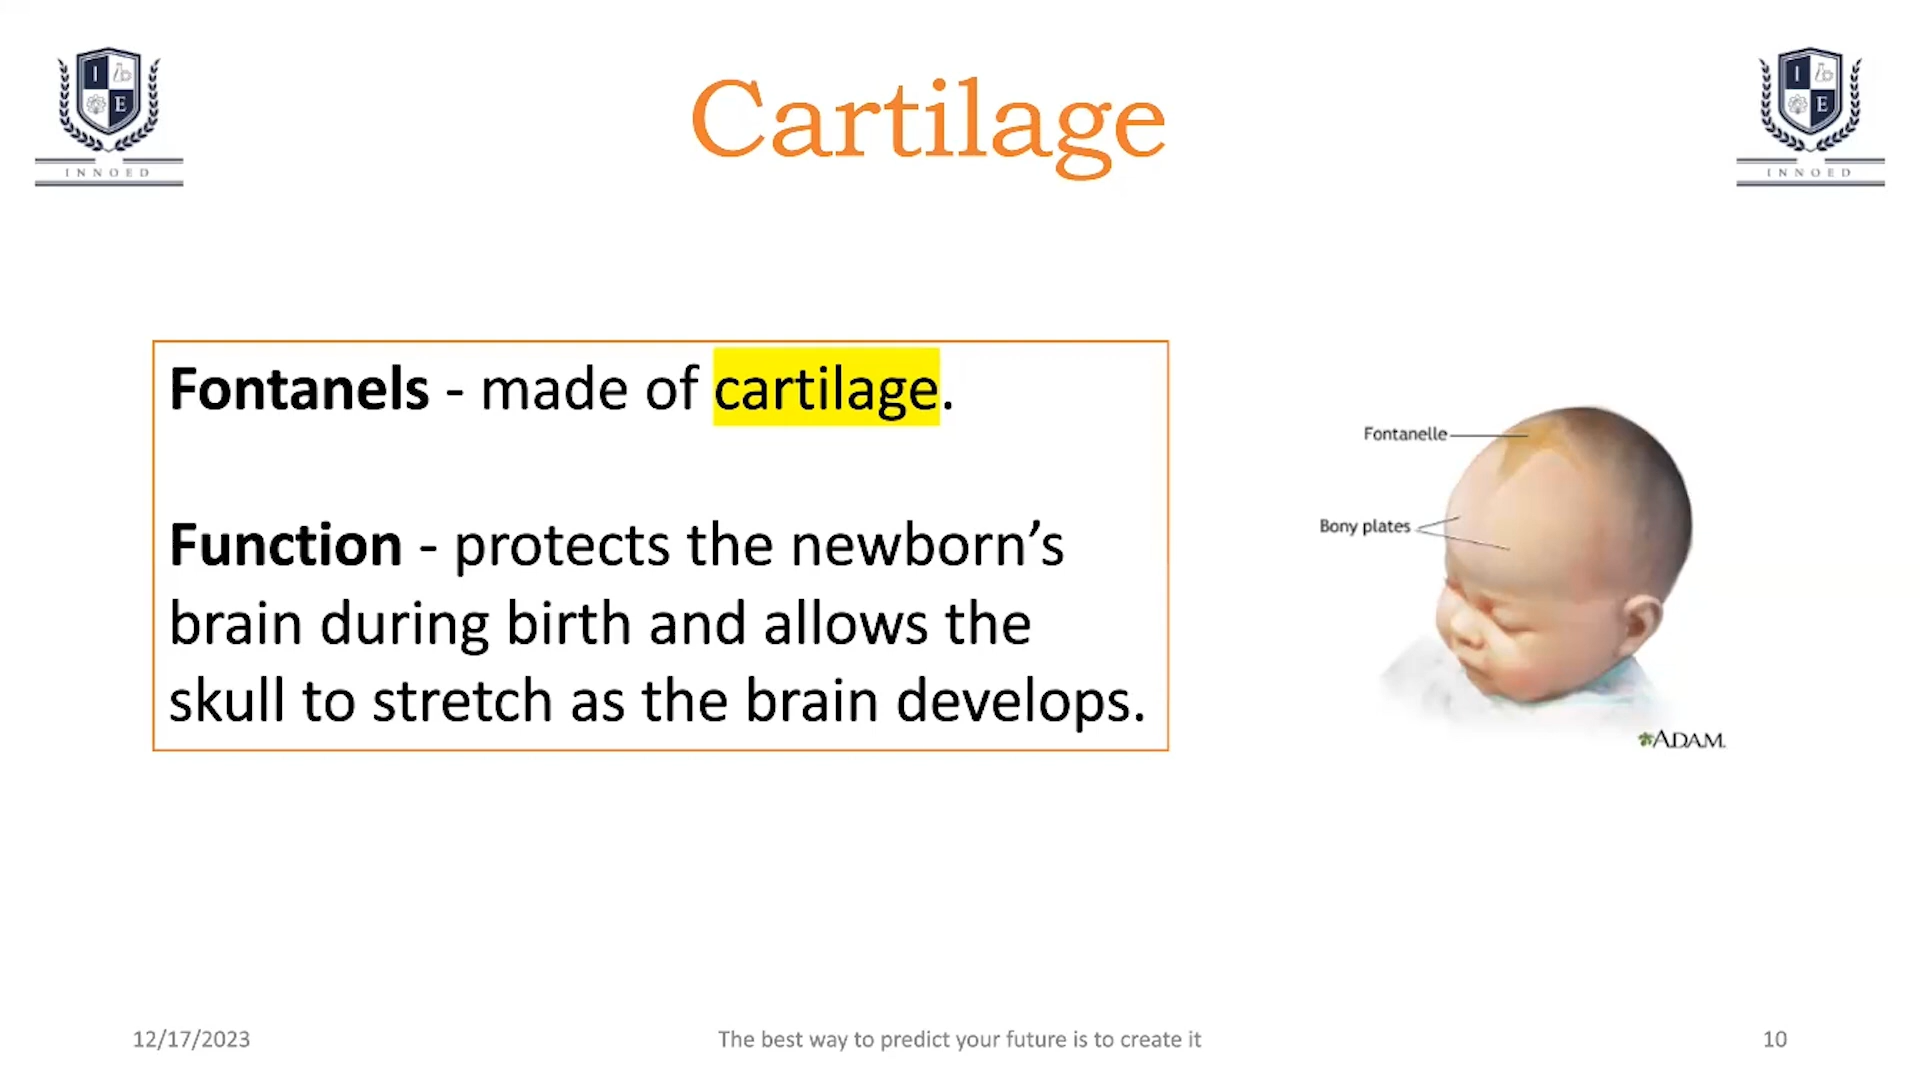 I
E
INNOED
Cartilage
I
E
INNOED
Fontanels - made of cartilage.
Function - protects the newborn’s
brain during birth and allows the
skull to stretch as the brain develops.
Fontanelle
Bony plates
ADAM.
12/17/2023
The best way to predict your future is to create it
10